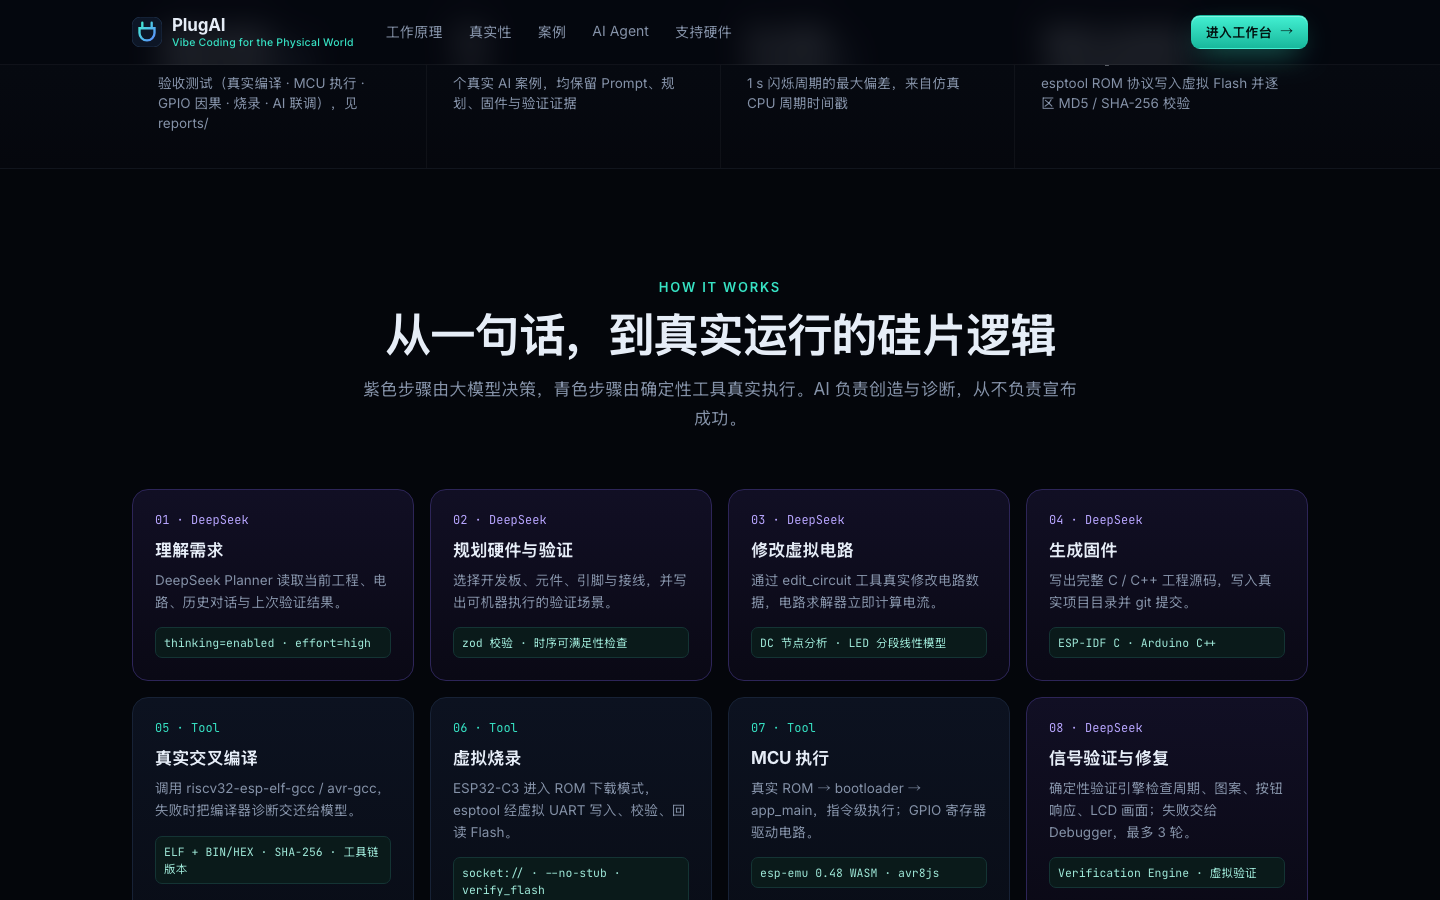 PlugAI
Vibe Coding for the Physical World
工作原理
真实性
案例
AI Agent
支持硬件
进入工作台 →
验收测试（真实编译 · MCU 执行 ·
GPIO 因果 · 烧录 · AI 联调），见
reports/
个真实 AI 案例，均保留 Prompt、规
划、固件与验证证据
1 s 闪烁周期的最大偏差，来自仿真
CPU 周期时间戳
esptool ROM 协议写入虚拟 Flash 并逐
区 MD5 / SHA-256 校验
HOW IT WORKS
从一句话，到真实运行的硅片逻辑
紫色步骤由大模型决策，青色步骤由确定性工具真实执行。AI 负责创造与诊断，从不负责宣布
成功。
01 · DeepSeek
理解需求
DeepSeek Planner 读取当前工程、电
路、历史对话与上次验证结果。
thinking=enabled · effort=high
02 · DeepSeek
规划硬件与验证
选择开发板、元件、引脚与接线，并写
出可机器执行的验证场景。
zod 校验 · 时序可满足性检查
03 · DeepSeek
修改虚拟电路
通过 edit_circuit 工具真实修改电路数
据，电路求解器立即计算电流。
DC 节点分析 · LED 分段线性模型
04 · DeepSeek
生成固件
写出完整 C / C++ 工程源码，写入真
实项目目录并 git 提交。
ESP-IDF C · Arduino C++
05 · Tool
真实交叉编译
调用 riscv32-esp-elf-gcc / avr-gcc，
失败时把编译器诊断交还给模型。
ELF + BIN/HEX · SHA-256 · 工具链
版本
06 · Tool
虚拟烧录
ESP32-C3 进入 ROM 下载模式，
esptool 经虚拟 UART 写入、校验、回
读 Flash。
socket:// · --no-stub ·
verify_flash
07 · Tool
MCU 执行
真实 ROM → bootloader →
app_main，指令级执行；GPIO 寄存器
驱动电路。
esp-emu 0.48 WASM · avr8js
08 · DeepSeek
信号验证与修复
确定性验证引擎检查周期、图案、按钮
响应、LCD 画面；失败交给
Debugger，最多 3 轮。
Verification Engine · 虚拟验证